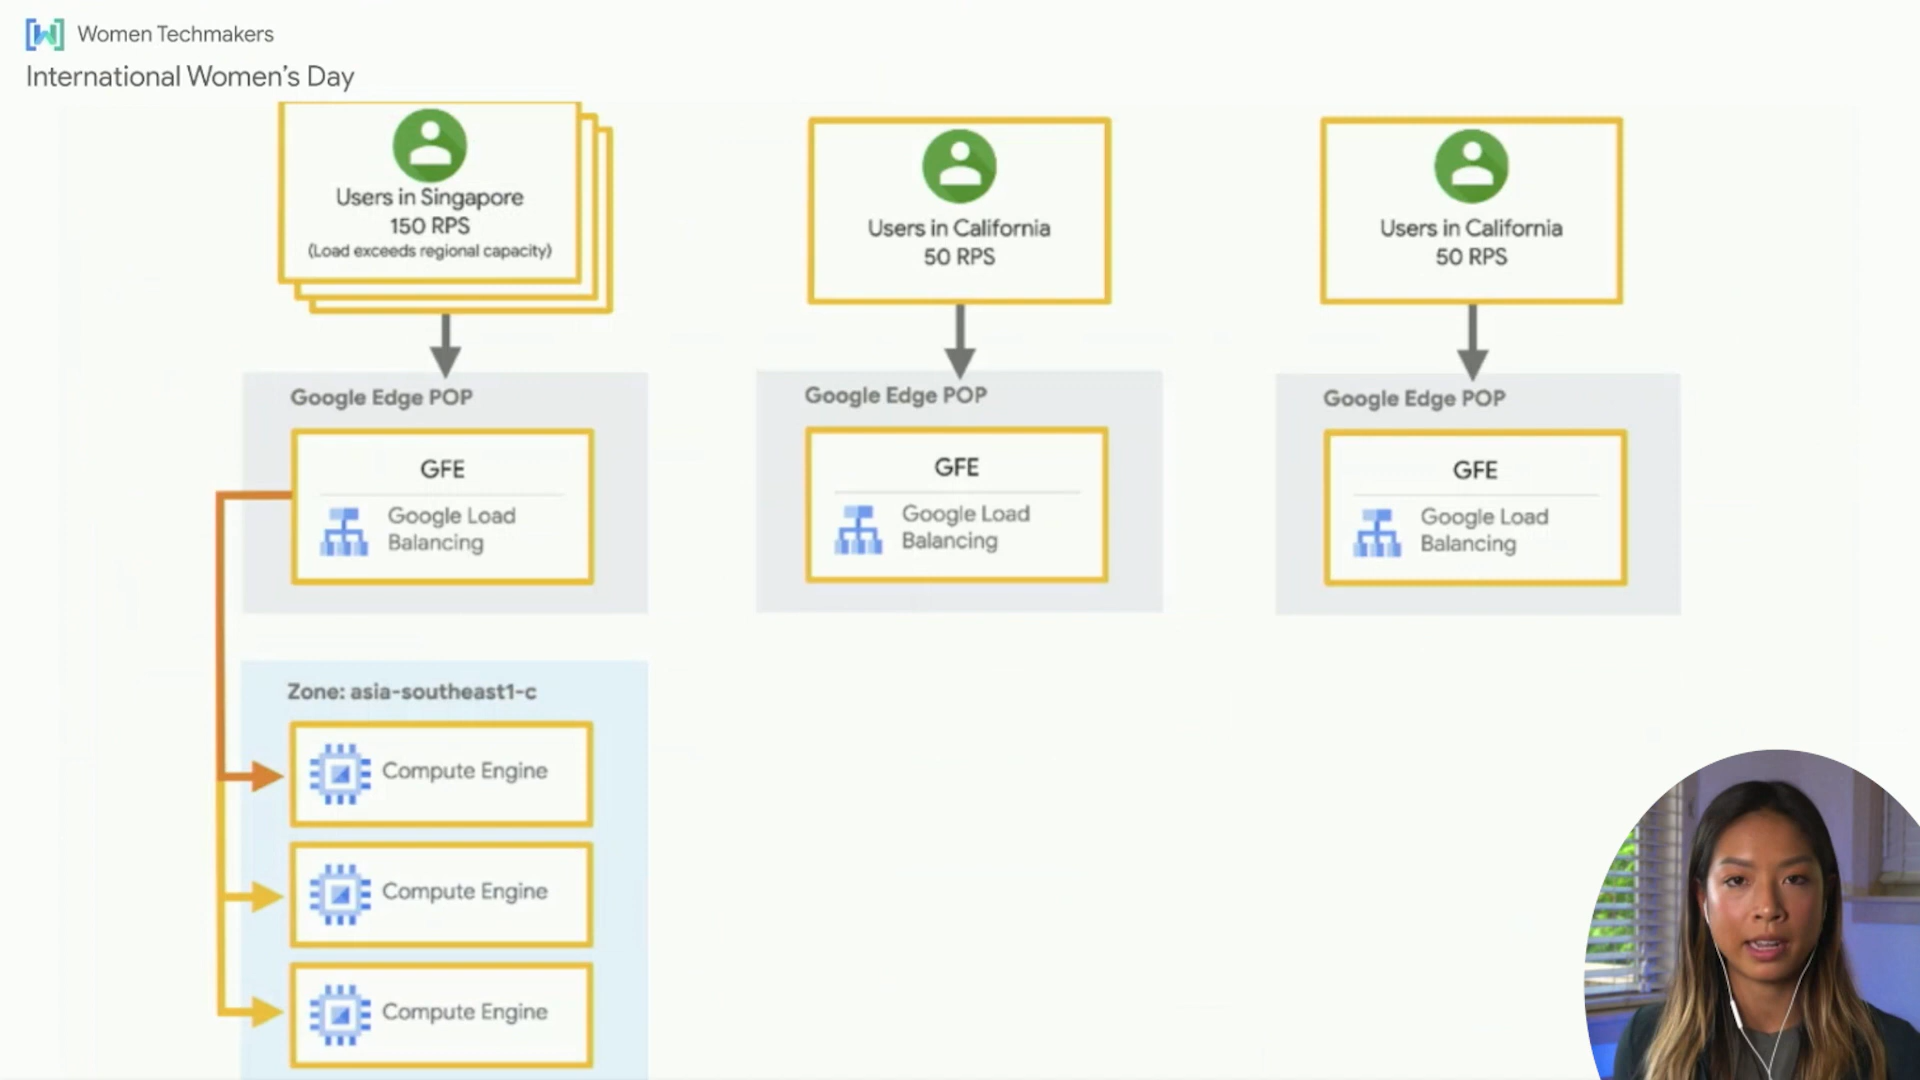 Women Techmakers
International Women's Day
Users in Singapore
150 RPS
(Load exceeds regional capacity)
Users in California
50 RPS
Users in California
50 RPS
Google Edge POP
GFE
Google Load
Balancing
Google Edge POP
GFE
Google Load
Balancing
Google Edge POP
GFE
Google Load
Balancing
Zone: asia-southeast1-c
Compute Engine
Compute Engine
Compute Engine